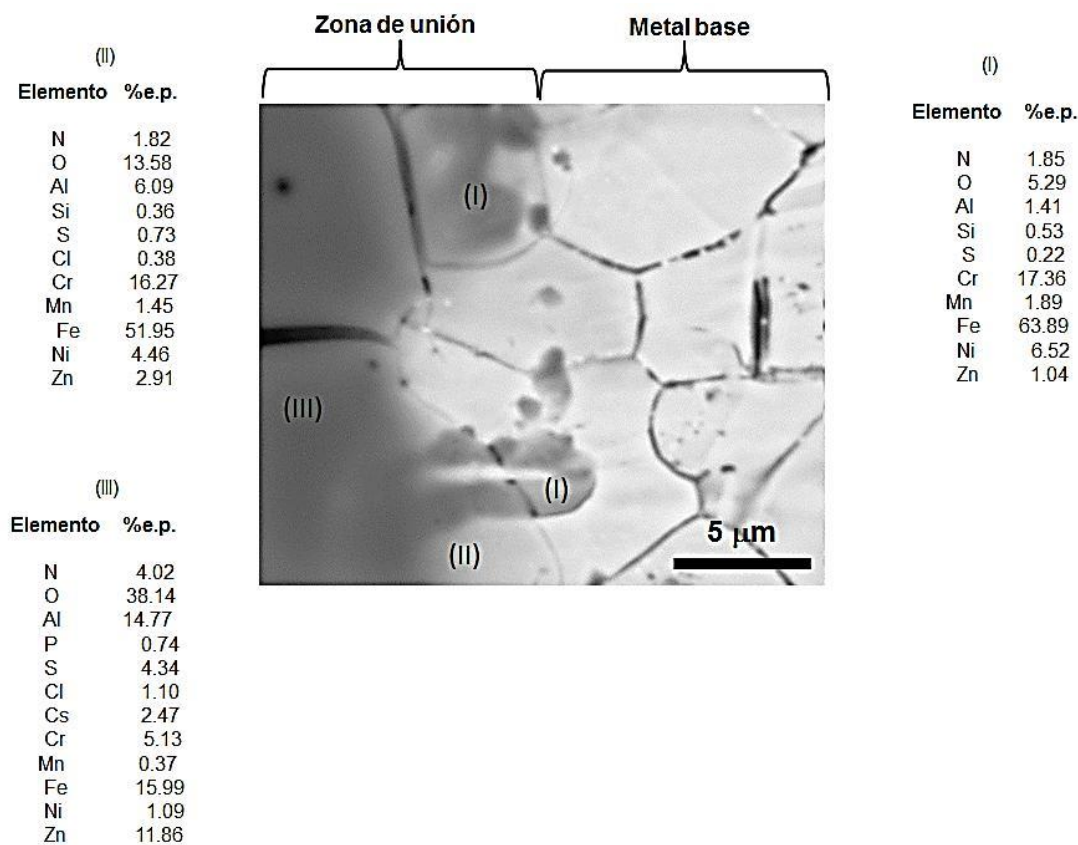 Zona de unión Metal base
(II)
Elemento %e.p.
N 1.82
O 13.58
Al 6.09
Si 0.36
S 0.73
Cl 0.38
Cr 16.27
Mn 1.45
Fe 51.95
Ni 4.46
Zn 2.91
(I)
Elemento %e.p.
N 1.85
O 5.29
Al 1.41
Si 0.53
S 0.22
Cr 17.36
Mn 1.89
Fe 63.89
Ni 6.52
Zn 1.04
(I)
(III)
(I)
(II)
5 μm
(III)
Elemento %e.p.
N 4.02
O 38.14
Al 14.77
P 0.74
S 4.34
Cl 1.10
Cs 2.47
Cr 5.13
Mn 0.37
Fe 15.99
Ni 1.09
Zn 11.86